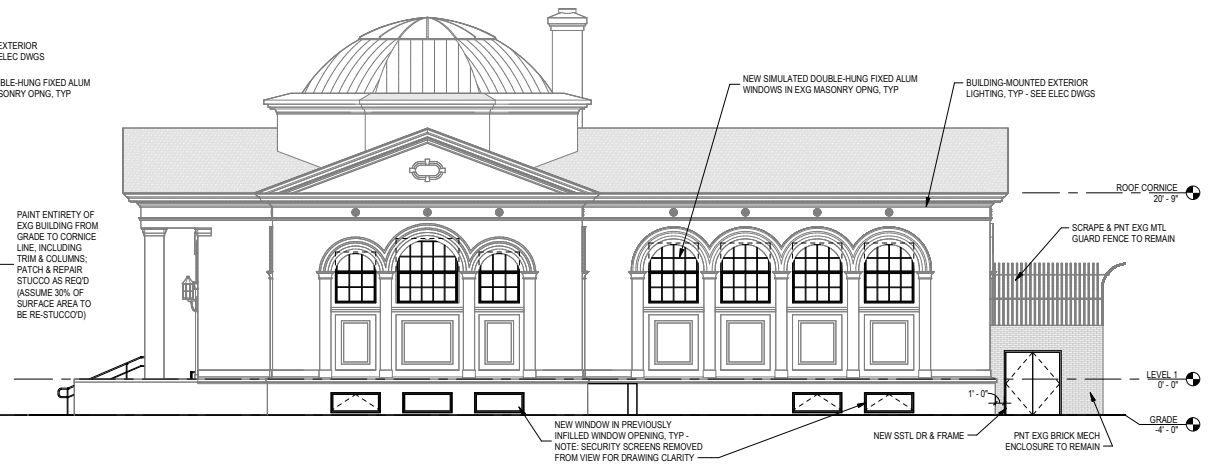 EXTERIOR
ELEC DWGS
BLE-HUNG FIXED ALUM
SONRY OPNG, TYP
NEW SIMULATED DOUBLE-HUNG FIXED ALUM
WINDOWS IN EXG MASONRY OPNG, TYP
BUILDING-MOUNTED EXTERIOR
LIGHTING, TYP - SEE ELEC DWGS
ROOF CORNICE
20' - 9"
PAINT ENTIRETY OF
EXG BUILDING FROM
GRADE TO CORNICE
LINE, INCLUDING
TRIM & COLUMNS;
PATCH & REPAIR
STUCCO AS REQ'D
(ASSUME 30% OF
SURFACE AREA TO
BE RE-STUCCO'D)
SCRAPE & PNT EXG MTL
GUARD FENCE TO REMAIN
LEVEL 1
0' - 0"
1' - 0"
GRADE
-4' - 0"
NEW WINDOW IN PREVIOUSLY
INFILLED WINDOW OPENING, TYP -
NOTE: SECURITY SCREENS REMOVED
FROM VIEW FOR DRAWING CLARITY
NEW SSTL DR & FRAME
PNT EXG BRICK MECH
ENCLOSURE TO REMAIN